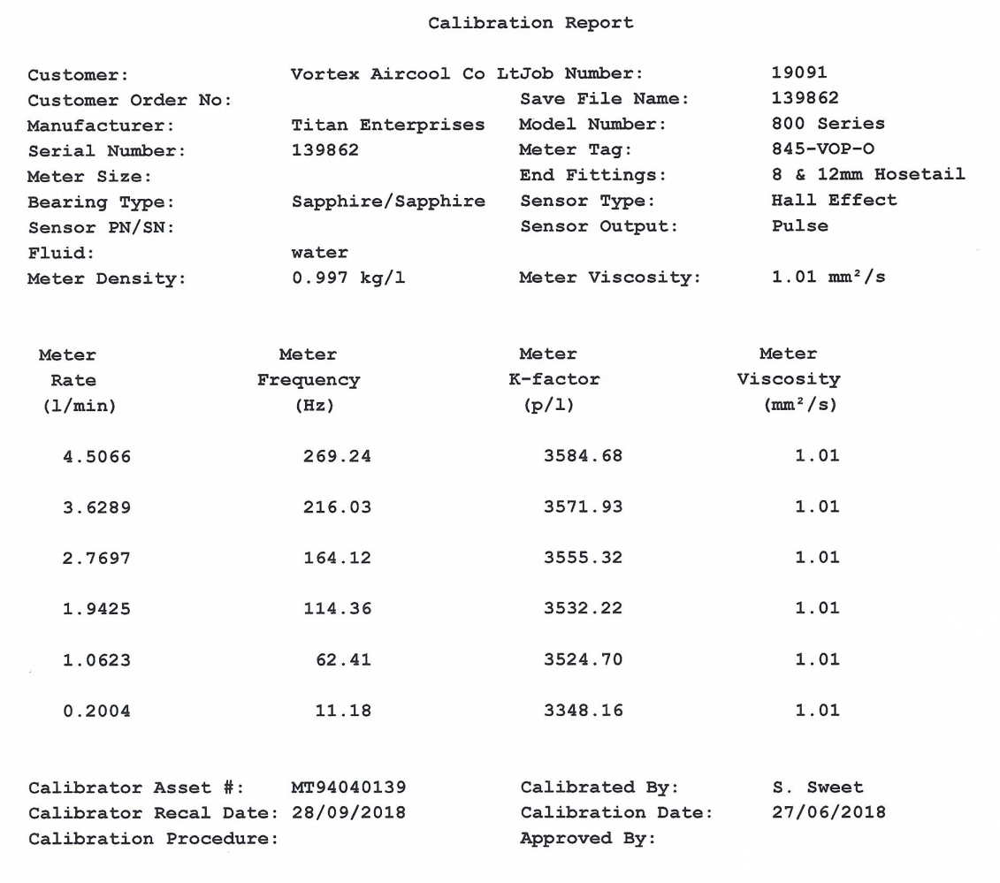 Calibration Report
Customer: Vortex Aircool Co LtJob Number: 19091
Customer Order No: Save File Name: 139862
Manufacturer: Titan Enterprises Model Number: 800 Series
Serial Number: 139862 Meter Tag: 845-VOP-O
Meter Size: End Fittings: 8 & 12mm Hosetail
Bearing Type: Sapphire/Sapphire Sensor Type: Hall Effect
Sensor PN/SN: Sensor Output: Pulse
Fluid: water
Meter Density: 0.997 kg/l Meter Viscosity: 1.01 mm²/s
Meter Meter Meter Meter
Rate Frequency K-factor Viscosity
(l/min) (Hz) (p/l) (mm²/s)
4.5066 269.24 3584.68 1.01
3.6289 216.03 3571.93 1.01
2.7697 164.12 3555.32 1.01
1.9425 114.36 3532.22 1.01
1.0623 62.41 3524.70 1.01
0.2004 11.18 3348.16 1.01
Calibrator Asset #: MT94040139 Calibrated By: S. Sweet
Calibrator Recal Date: 28/09/2018 Calibration Date: 27/06/2018
Calibration Procedure: Approved By: